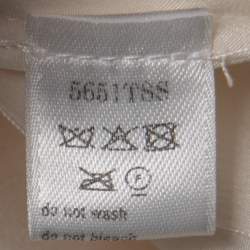 5651TSS
F
do not wash
do not bleach